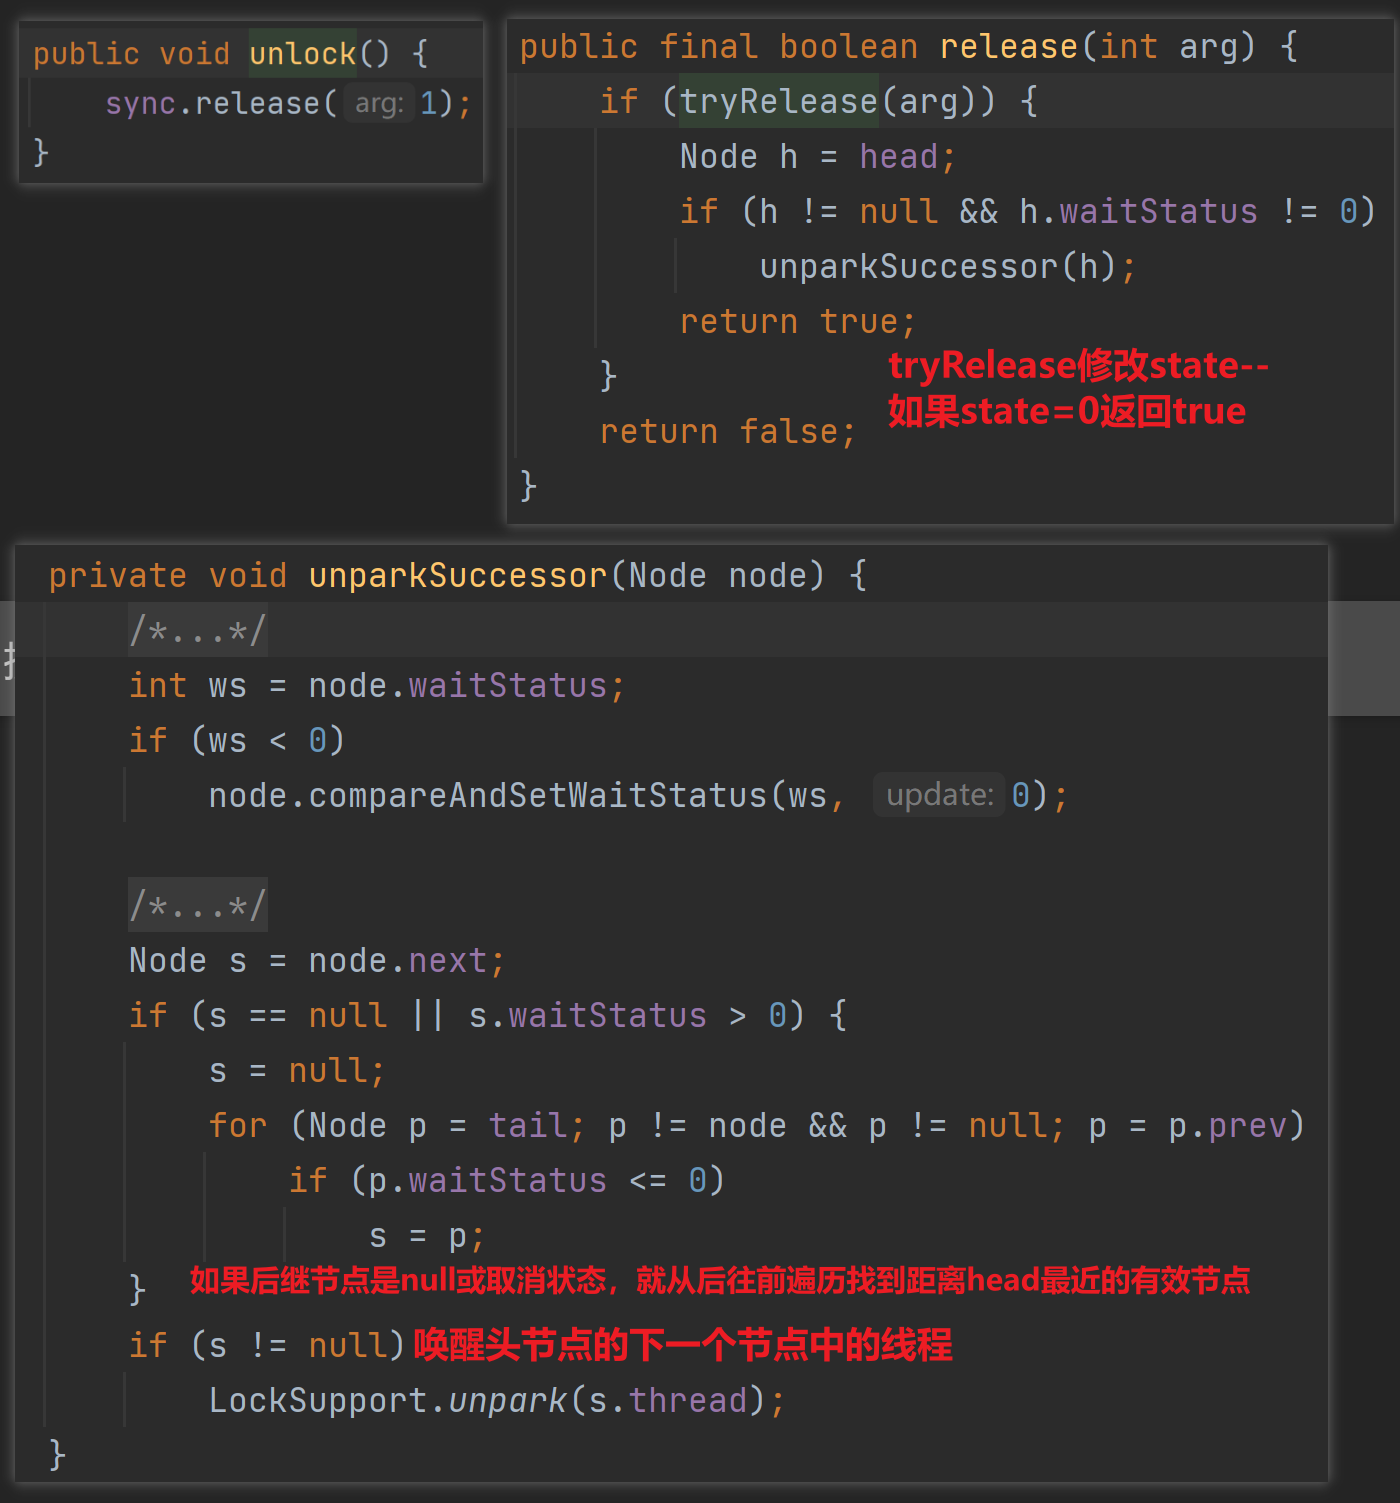 public void unlock() {
    sync.release( arg: 1);
}
public final boolean release(int arg) {
    if (tryRelease(arg)) {
        Node h = head;
        if (h != null && h.waitStatus != 0)
            unparkSuccessor(h);
        return true;
    }
    return false;
}
tryRelease修改state--
如果state=0返回true
private void unparkSuccessor(Node node) {
    /*...*/
    int ws = node.waitStatus;
    if (ws < 0)
        node.compareAndSetWaitStatus(ws, update: 0);
    /*...*/
    Node s = node.next;
    if (s == null || s.waitStatus > 0) {
        s = null;
        for (Node p = tail; p != node && p != null; p = p.prev)
            if (p.waitStatus <= 0)
                s = p;
    } 如果后继节点是null或取消状态，就从后往前遍历找到距离head最近的有效节点
    if (s != null) 唤醒头节点的下一个节点中的线程
        LockSupport.unpark(s.thread);
}